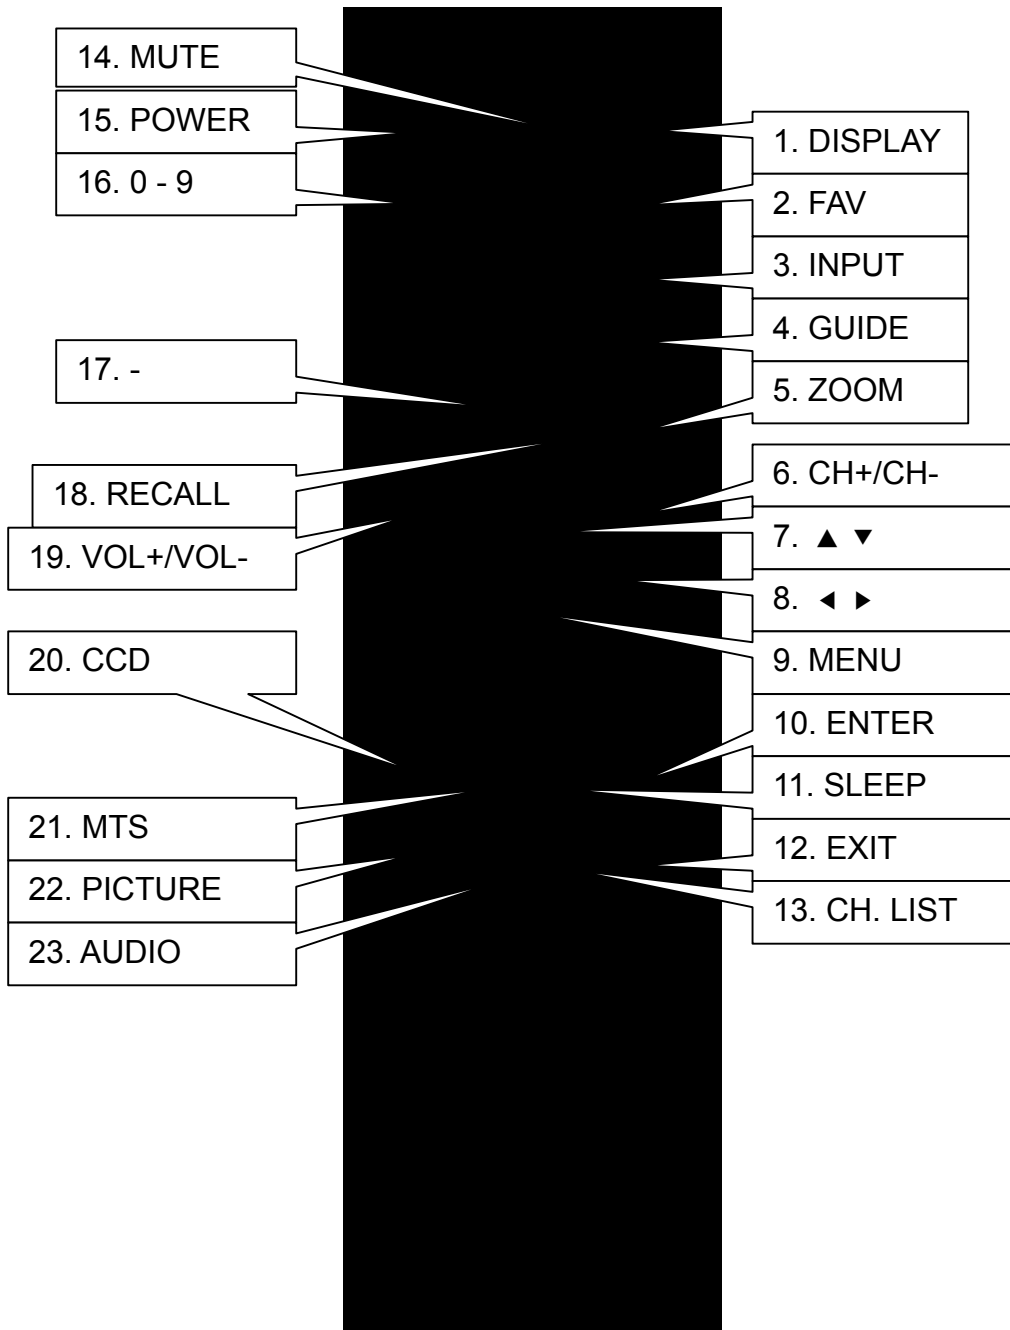 14. MUTE
15. POWER
16. 0 - 9
17. -
18. RECALL
19. VOL+/VOL-
20. CCD
21. MTS
22. PICTURE
23. AUDIO
1. DISPLAY
2. FAV
3. INPUT
4. GUIDE
5. ZOOM
6. CH+/CH-
7. ▲ ▼
8. ◀ ▶
9. MENU
10. ENTER
11. SLEEP
12. EXIT
13. CH. LIST